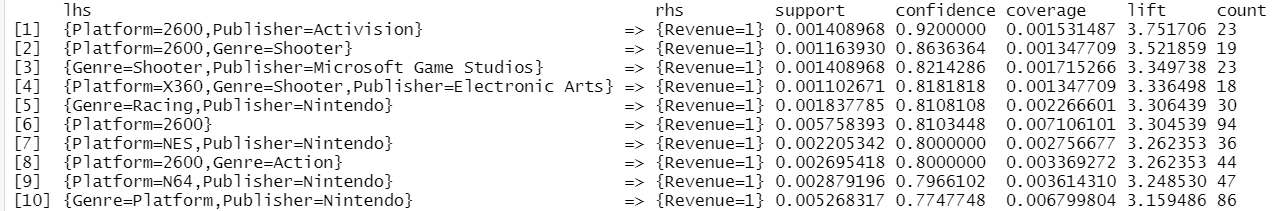 lhs rhs support confidence coverage lift count
[1] {Platform=2600,Publisher=Activision} => {Revenue=1} 0.001408968 0.9200000 0.001531487 3.751706 23
[2] {Platform=2600,Genre=Shooter} => {Revenue=1} 0.001163930 0.8636364 0.001347709 3.521859 19
[3] {Genre=Shooter,Publisher=Microsoft Game Studios} => {Revenue=1} 0.001408968 0.8214286 0.001715266 3.349738 23
[4] {Platform=X360,Genre=Shooter,Publisher=Electronic Arts} => {Revenue=1} 0.001102671 0.8181818 0.001347709 3.336498 18
[5] {Genre=Racing,Publisher=Nintendo} => {Revenue=1} 0.001837785 0.8108108 0.002266601 3.306439 30
[6] {Platform=2600} => {Revenue=1} 0.005758393 0.8103448 0.007106101 3.304539 94
[7] {Platform=NES,Publisher=Nintendo} => {Revenue=1} 0.002205342 0.8000000 0.002756677 3.262353 36
[8] {Platform=2600,Genre=Action} => {Revenue=1} 0.002695418 0.8000000 0.003369272 3.262353 44
[9] {Platform=N64,Publisher=Nintendo} => {Revenue=1} 0.002879196 0.7966102 0.003614310 3.248530 47
[10] {Genre=Platform,Publisher=Nintendo} => {Revenue=1} 0.005268317 0.7747748 0.006799804 3.159486 86